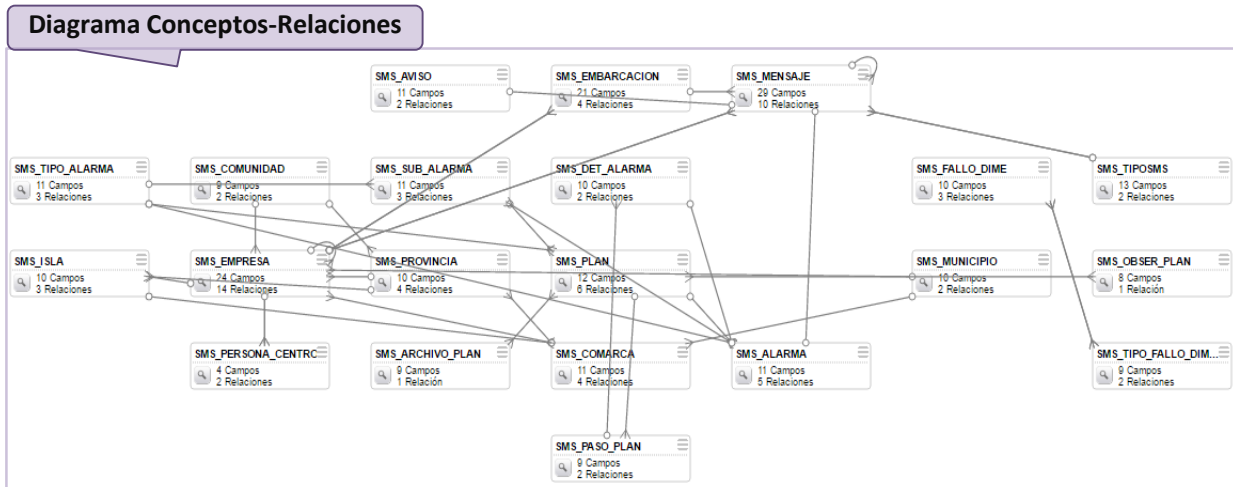 Diagrama Conceptos-Relaciones
SMS_AVISO
11 Campos
2 Relaciones
SMS_EMBARCACION
21 Campos
4 Relaciones
SMS_MENSAJE
29 Campos
10 Relaciones
SMS_TIPO_ALARMA
11 Campos
3 Relaciones
SMS_COMUNIDAD
9 Campos
2 Relaciones
SMS_SUB_ALARMA
11 Campos
3 Relaciones
SMS_DET_ALARMA
10 Campos
2 Relaciones
SMS_FALLO_DIME
10 Campos
3 Relaciones
SMS_TIPOSMS
13 Campos
2 Relaciones
SMS_ISLA
10 Campos
3 Relaciones
SMS_EMPRESA
24 Campos
14 Relaciones
SMS_PROVINCIA
10 Campos
4 Relaciones
SMS_PLAN
12 Campos
6 Relaciones
SMS_MUNICIPIO
10 Campos
2 Relaciones
SMS_OBSER_PLAN
8 Campos
1 Relación
SMS_PERSONA_CENTRO
4 Campos
2 Relaciones
SMS_ARCHIVO_PLAN
9 Campos
1 Relación
SMS_COMARCA
11 Campos
4 Relaciones
SMS_ALARMA
11 Campos
5 Relaciones
SMS_TIPO_FALLO_DIM...
9 Campos
2 Relaciones
SMS_PASO_PLAN
9 Campos
2 Relaciones